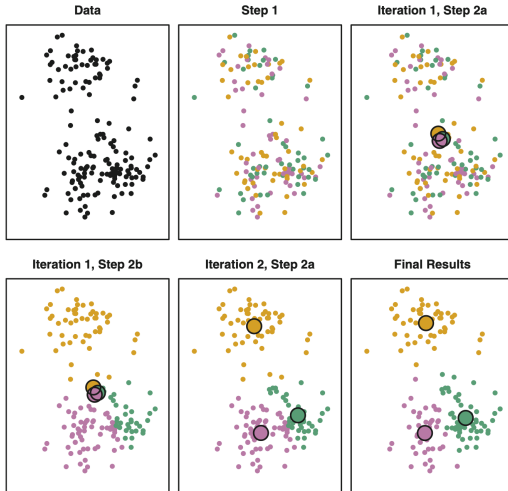 Data
Step 1
Iteration 1, Step 2a
Iteration 1, Step 2b
Iteration 2, Step 2a
Final Results